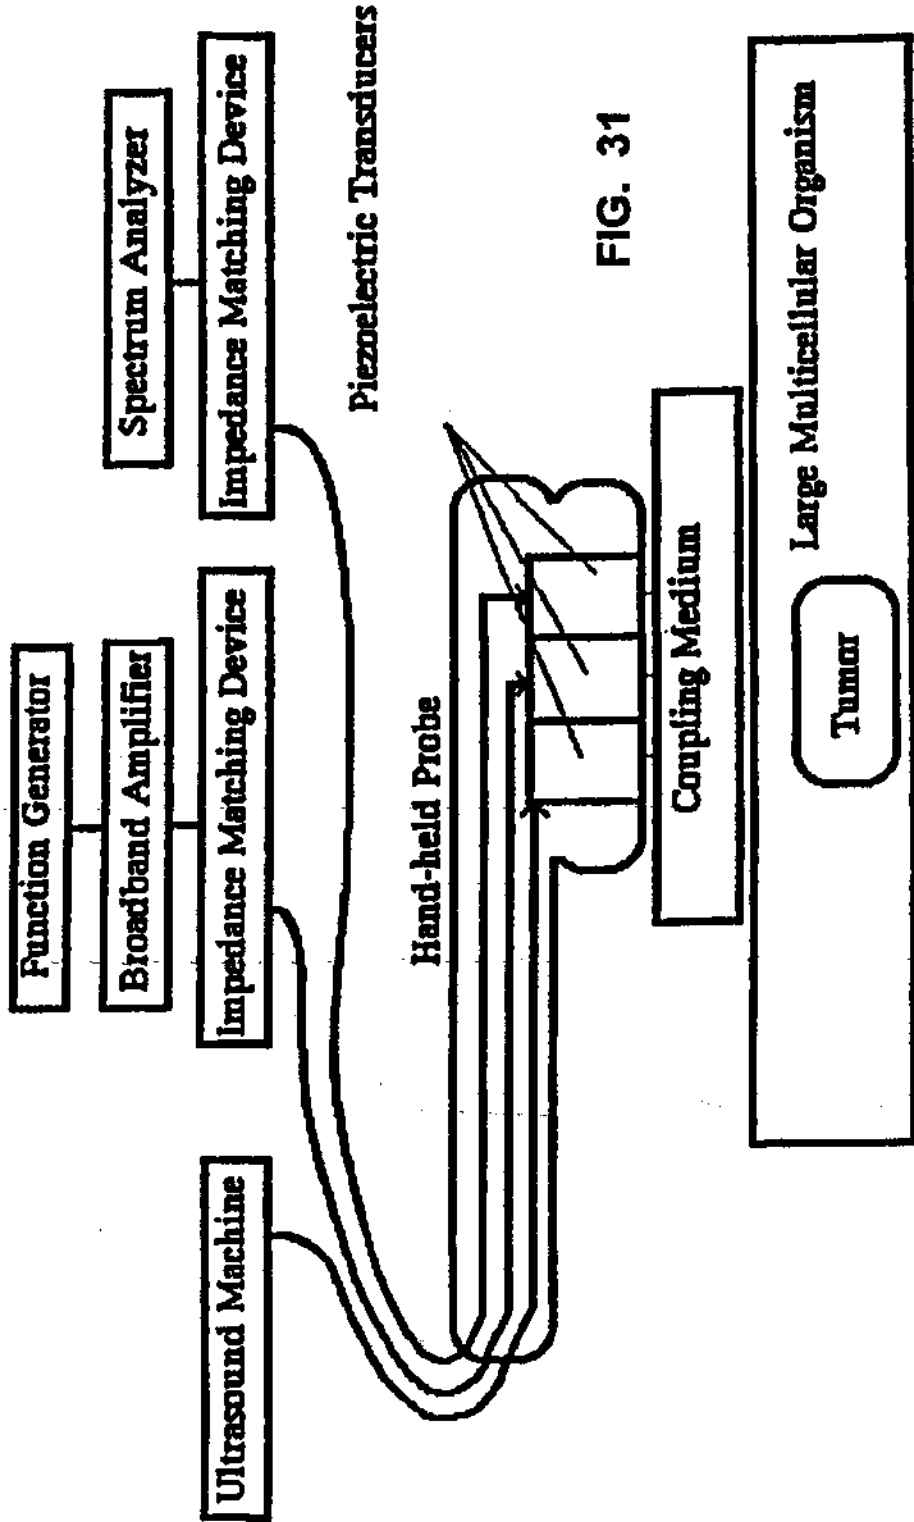 Function Generator
Spectrum Analyzer
Broadband Amplifier
Ultrasound Machine
Impedance Matching Device
Impedance Matching Device
Piezoelectric Transducers
Hand-held Probe
FIG. 31
Coupling Medium
Large Multicellular Organism
Tumor